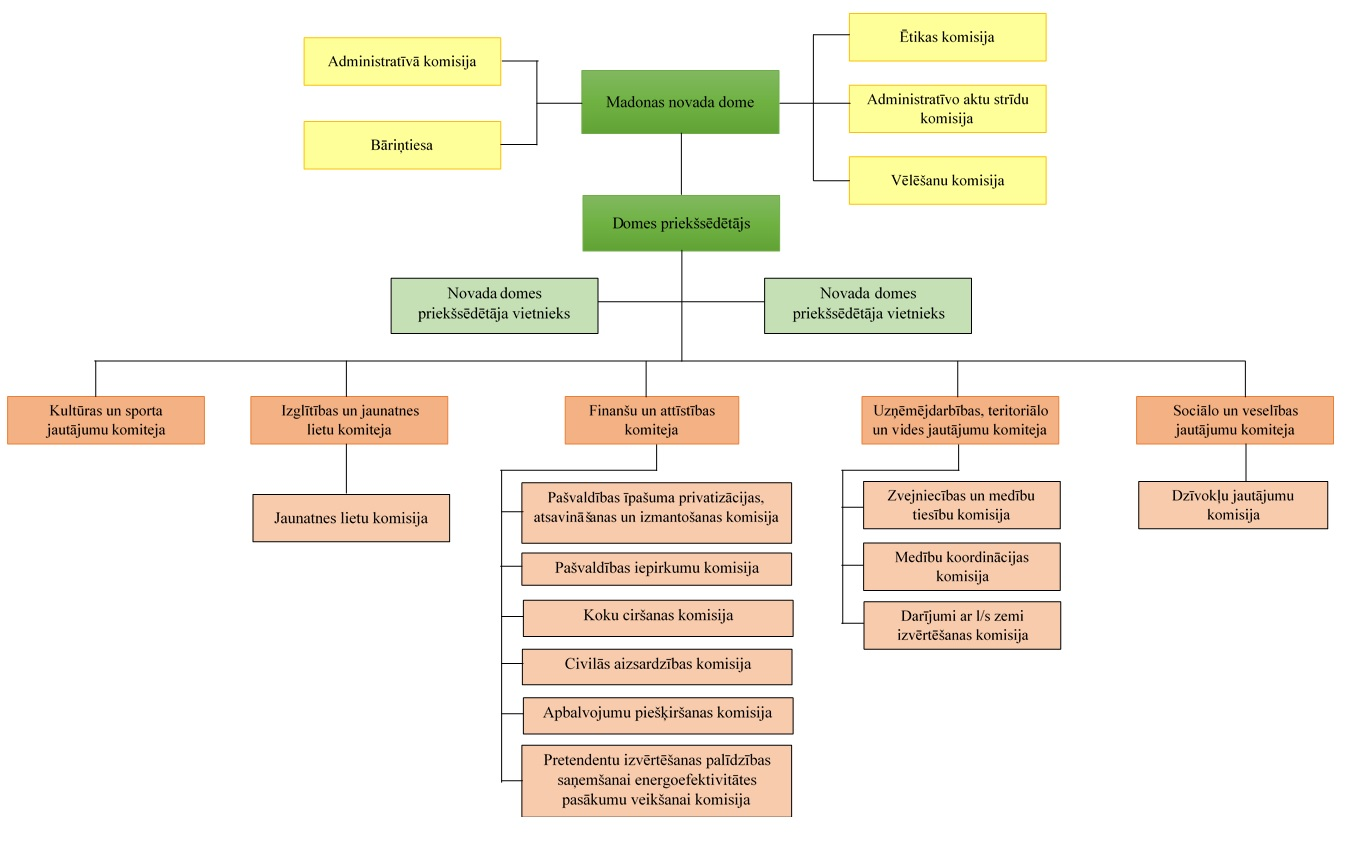 Administratīvā komisija
Bāriņtiesa
Madonas novada dome
Ētikas komisija
Administratīvo aktu strīdu
komisija
Vēlēšanu komisija
Domes priekšsēdētājs
Novada domes
priekšsēdētāja vietnieks
Novada domes
priekšsēdētāja vietnieks
Kultūras un sporta
jautājumu komiteja
Izglītības un jaunatnes
lietu komiteja
Jaunatnes lietu komisija
Finanšu un attīstības
komiteja
Pašvaldības īpašuma privatizācijas,
atsavināšanas un izmantošanas komisija
Pašvaldības iepirkumu komisija
Koku ciršanas komisija
Civilās aizsardzības komisija
Apbalvojumu piešķiršanas komisija
Pretendentu izvērtēšanas palīdzības
saņemšanai energoefektivitātes
pasākumu veikšanai komisija
Uzņēmējdarbības, teritoriālo
un vides jautājumu komiteja
Zvejniecības un medību
tiesību komisija
Medību koordinācijas
komisija
Darījumi ar l/s zemi
izvērtēšanas komisija
Sociālo un veselības
jautājumu komiteja
Dzīvokļu jautājumu
komisija